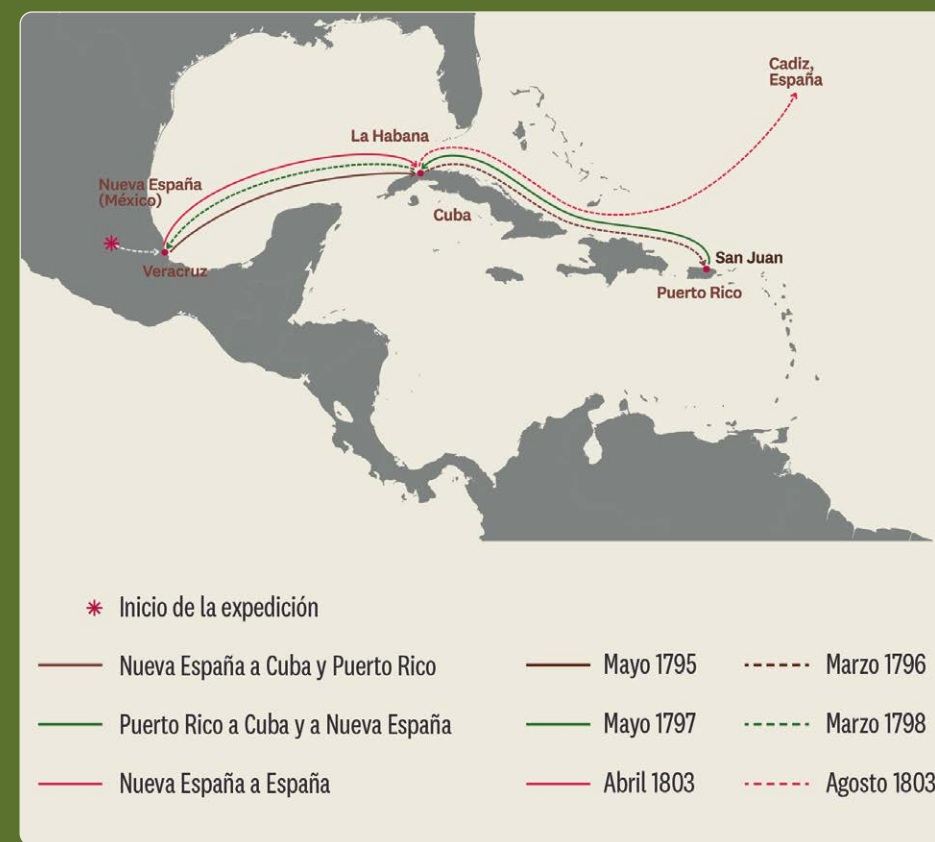 Cadiz,
España
La Habana
Nueva España
(México)
Cuba
Veracruz
San Juan
Puerto Rico
Inicio de la expedición
Nueva España a Cuba y Puerto Rico
Mayo 1795
Marzo 1796
Puerto Rico a Cuba y a Nueva España
Mayo 1797
Marzo 1798
Nueva España a España
Abril 1803
Agosto 1803